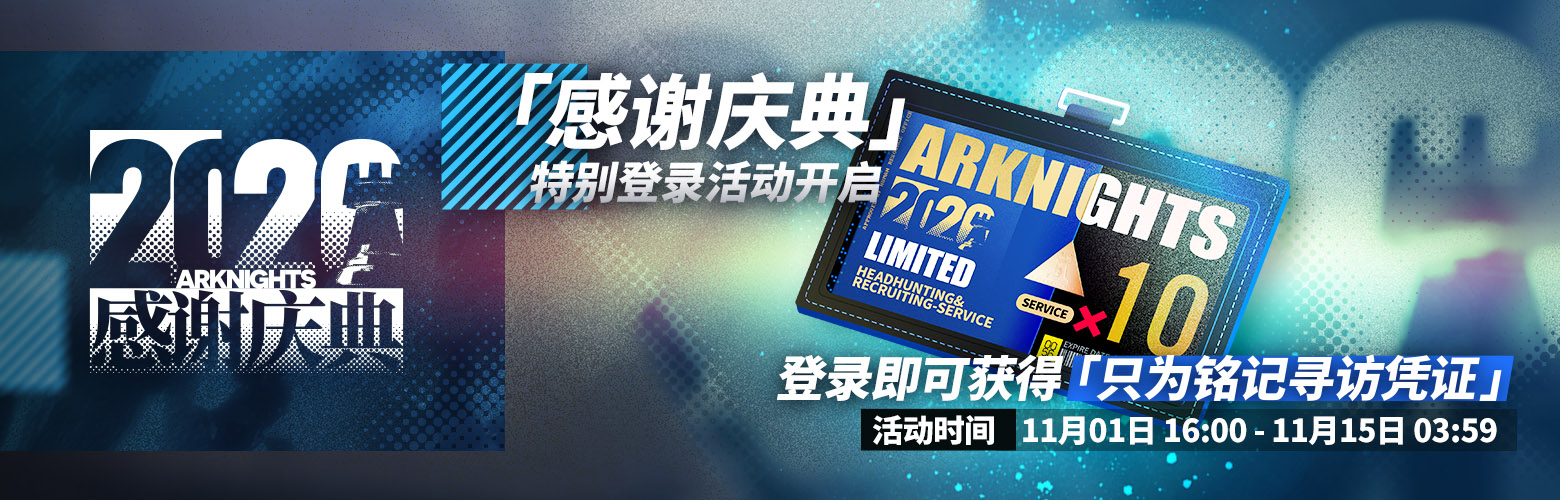 2020
ARKNIGHTS
感谢庆典
「感谢庆典」
特别登录活动开启
ARKNIGHTS
2020
LIMITED
HEADHUNTING&
RECRUITING-SERVICE
SERVICE
×10
登录即可获得「只为铭记寻访凭证」
活动时间 11月01日 16:00 - 11月15日 03:59